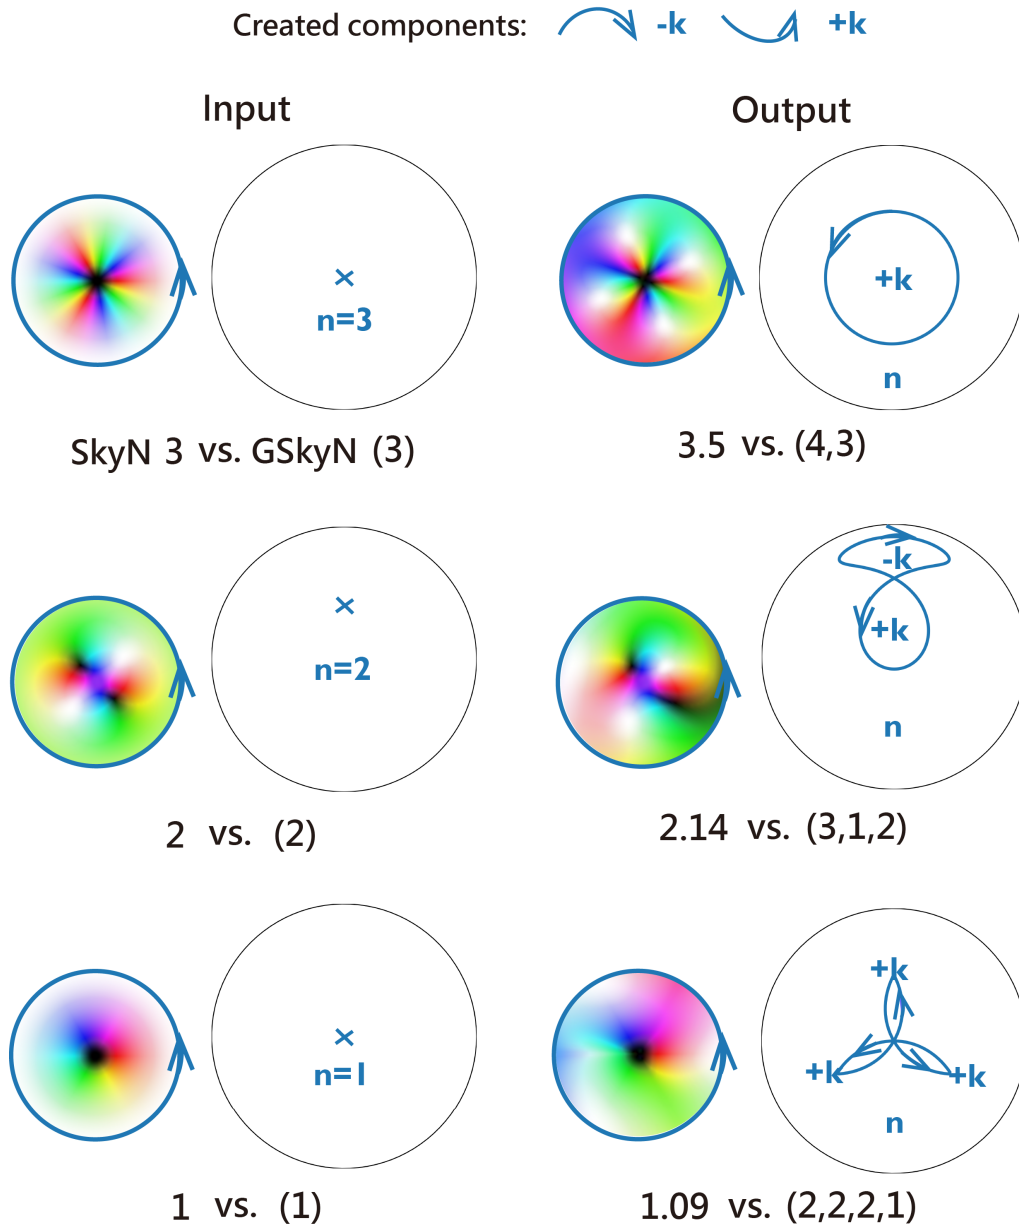 Created components: -k +k
Input Output
+k
n=3
n
SkyN 3 vs. GSkyN (3) 3.5 vs. (4,3)
-k
+k
n=2
n
2 vs. (2) 2.14 vs. (3,1,2)
+k
n=1 +k +k
n
1 vs. (1) 1.09 vs. (2,2,2,1)